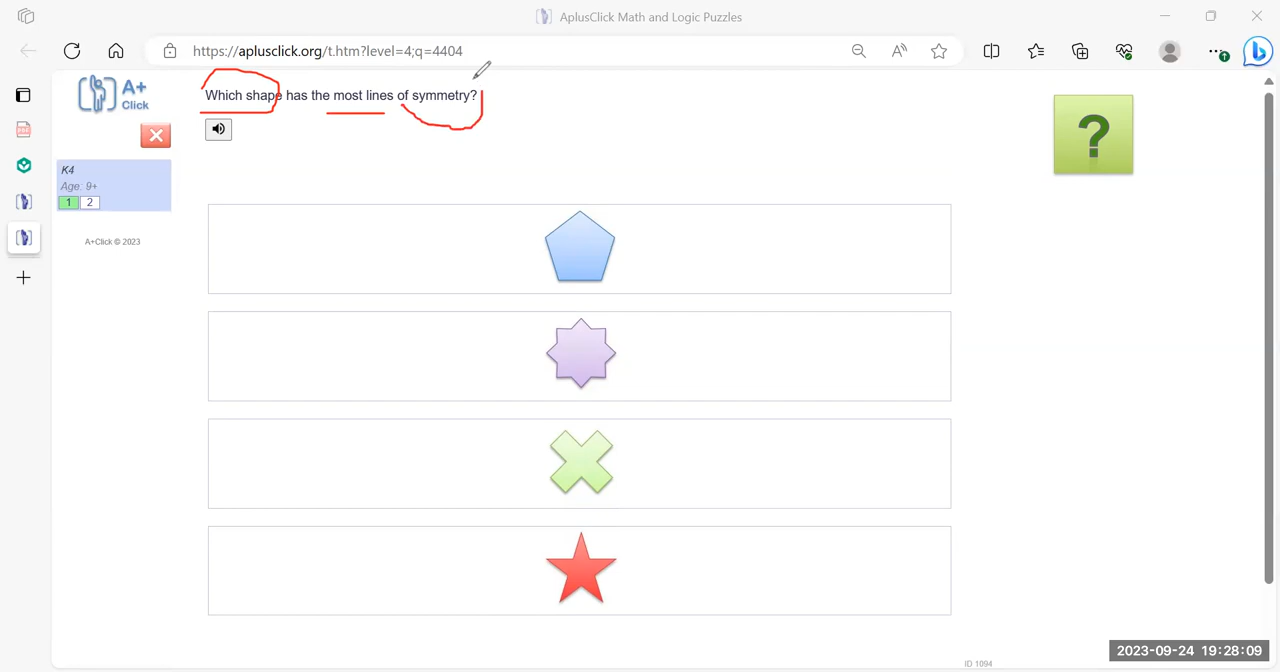 AplusClick Math and Logic Puzzles
https://aplusclick.org/t.htm?level=4;q=4404
A+
Click
Which shape has the most lines of symmetry?
?
K4
Age: 9+
1 2
A+Click © 2023
2023-09-24 19:28:09
ID 1094